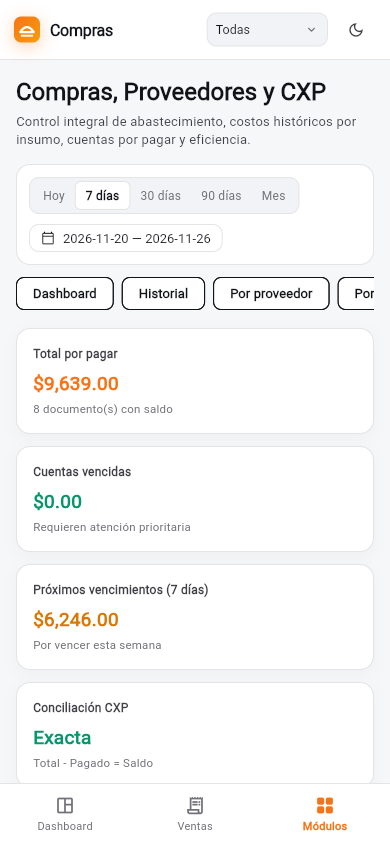 Compras
Todas
Compras, Proveedores y CXP
Control integral de abastecimiento, costos históricos por
insumo, cuentas por pagar y eficiencia.
Hoy
7 días
30 días
90 días
Mes
2026-11-20 — 2026-11-26
Dashboard
Historial
Por proveedor
Por
Total por pagar
$9,639.00
8 documento(s) con saldo
Cuentas vencidas
$0.00
Requieren atención prioritaria
Próximos vencimientos (7 días)
$6,246.00
Por vencer esta semana
Conciliación CXP
Exacta
Total - Pagado = Saldo
Dashboard
Ventas
Módulos